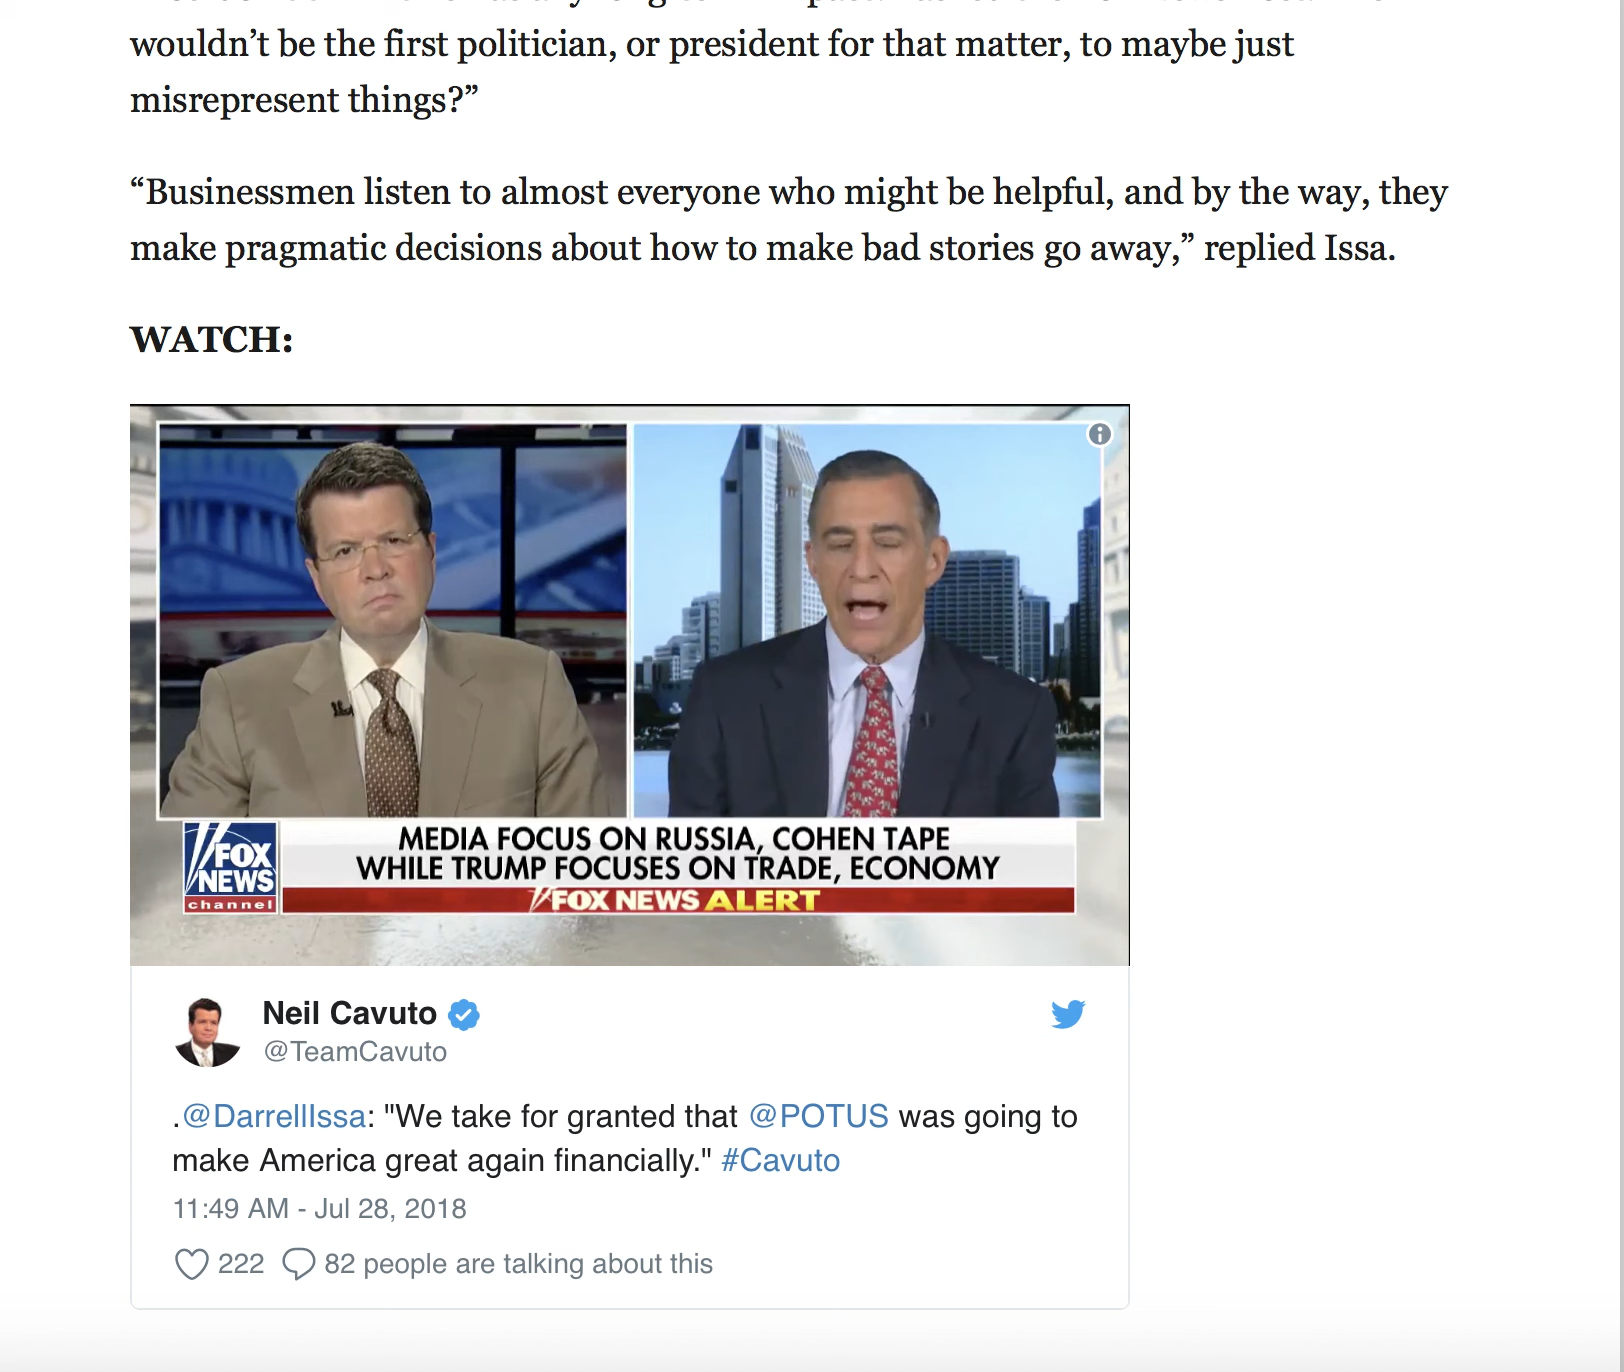 wouldn’t be the first politician, or president for that matter, to maybe just
misrepresent things?”
“Businessmen listen to almost everyone who might be helpful, and by the way, they
make pragmatic decisions about how to make bad stories go away,” replied Issa.
WATCH:
MEDIA FOCUS ON RUSSIA, COHEN TAPE
WHILE TRUMP FOCUSES ON TRADE, ECONOMY
FOX
NEWS
channel
FOX NEWS ALERT
Neil Cavuto
@TeamCavuto
.@DarrellIssa: "We take for granted that @POTUS was going to
make America great again financially." #Cavuto
11:49 AM - Jul 28, 2018
222 82 people are talking about this